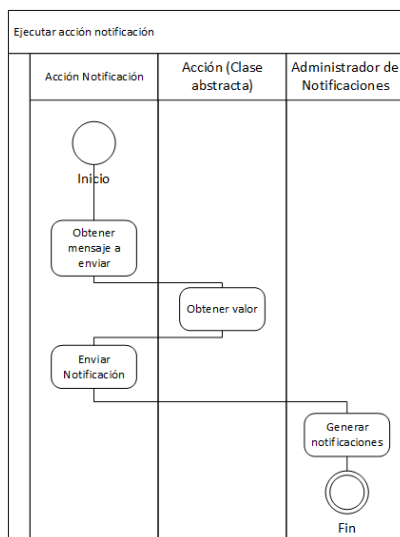 Ejecutar acción notificación
Acción Notificación
Acción (Clase
abstracta)
Administrador de
Notificaciones
Inicio
Obtener
mensaje a
enviar
Obtener valor
Enviar
Notificación
Generar
notificaciones
Fin